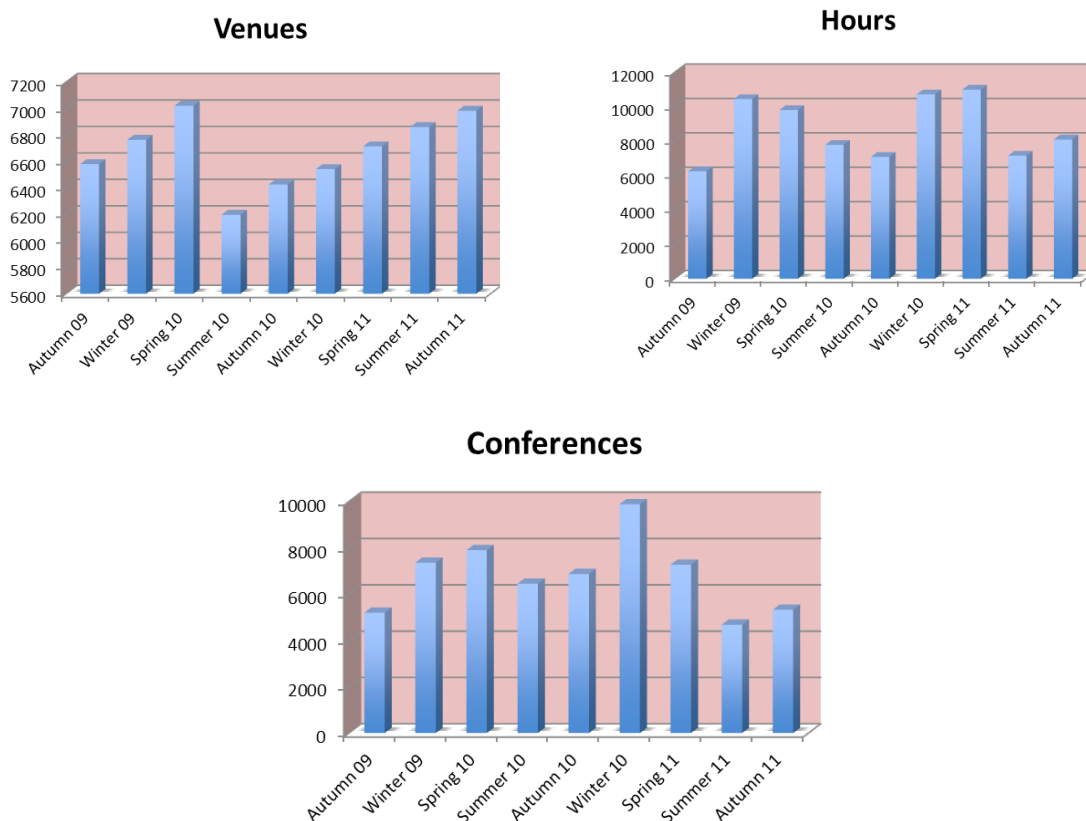 Venues
7200
7000
6800
6600
6400
6200
6000
5800
5600
Autumn 09
Winter 09
Spring 10
Summer 10
Autumn 10
Winter 10
Spring 11
Summer 11
Autumn 11
Hours
12000
10000
8000
6000
4000
2000
0
Autumn 09
Winter 09
Spring 10
Summer 10
Autumn 10
Winter 10
Spring 11
Summer 11
Autumn 11
Conferences
10000
8000
6000
4000
2000
0
Autumn 09
Winter 09
Spring 10
Summer 10
Autumn 10
Winter 10
Spring 11
Summer 11
Autumn 11